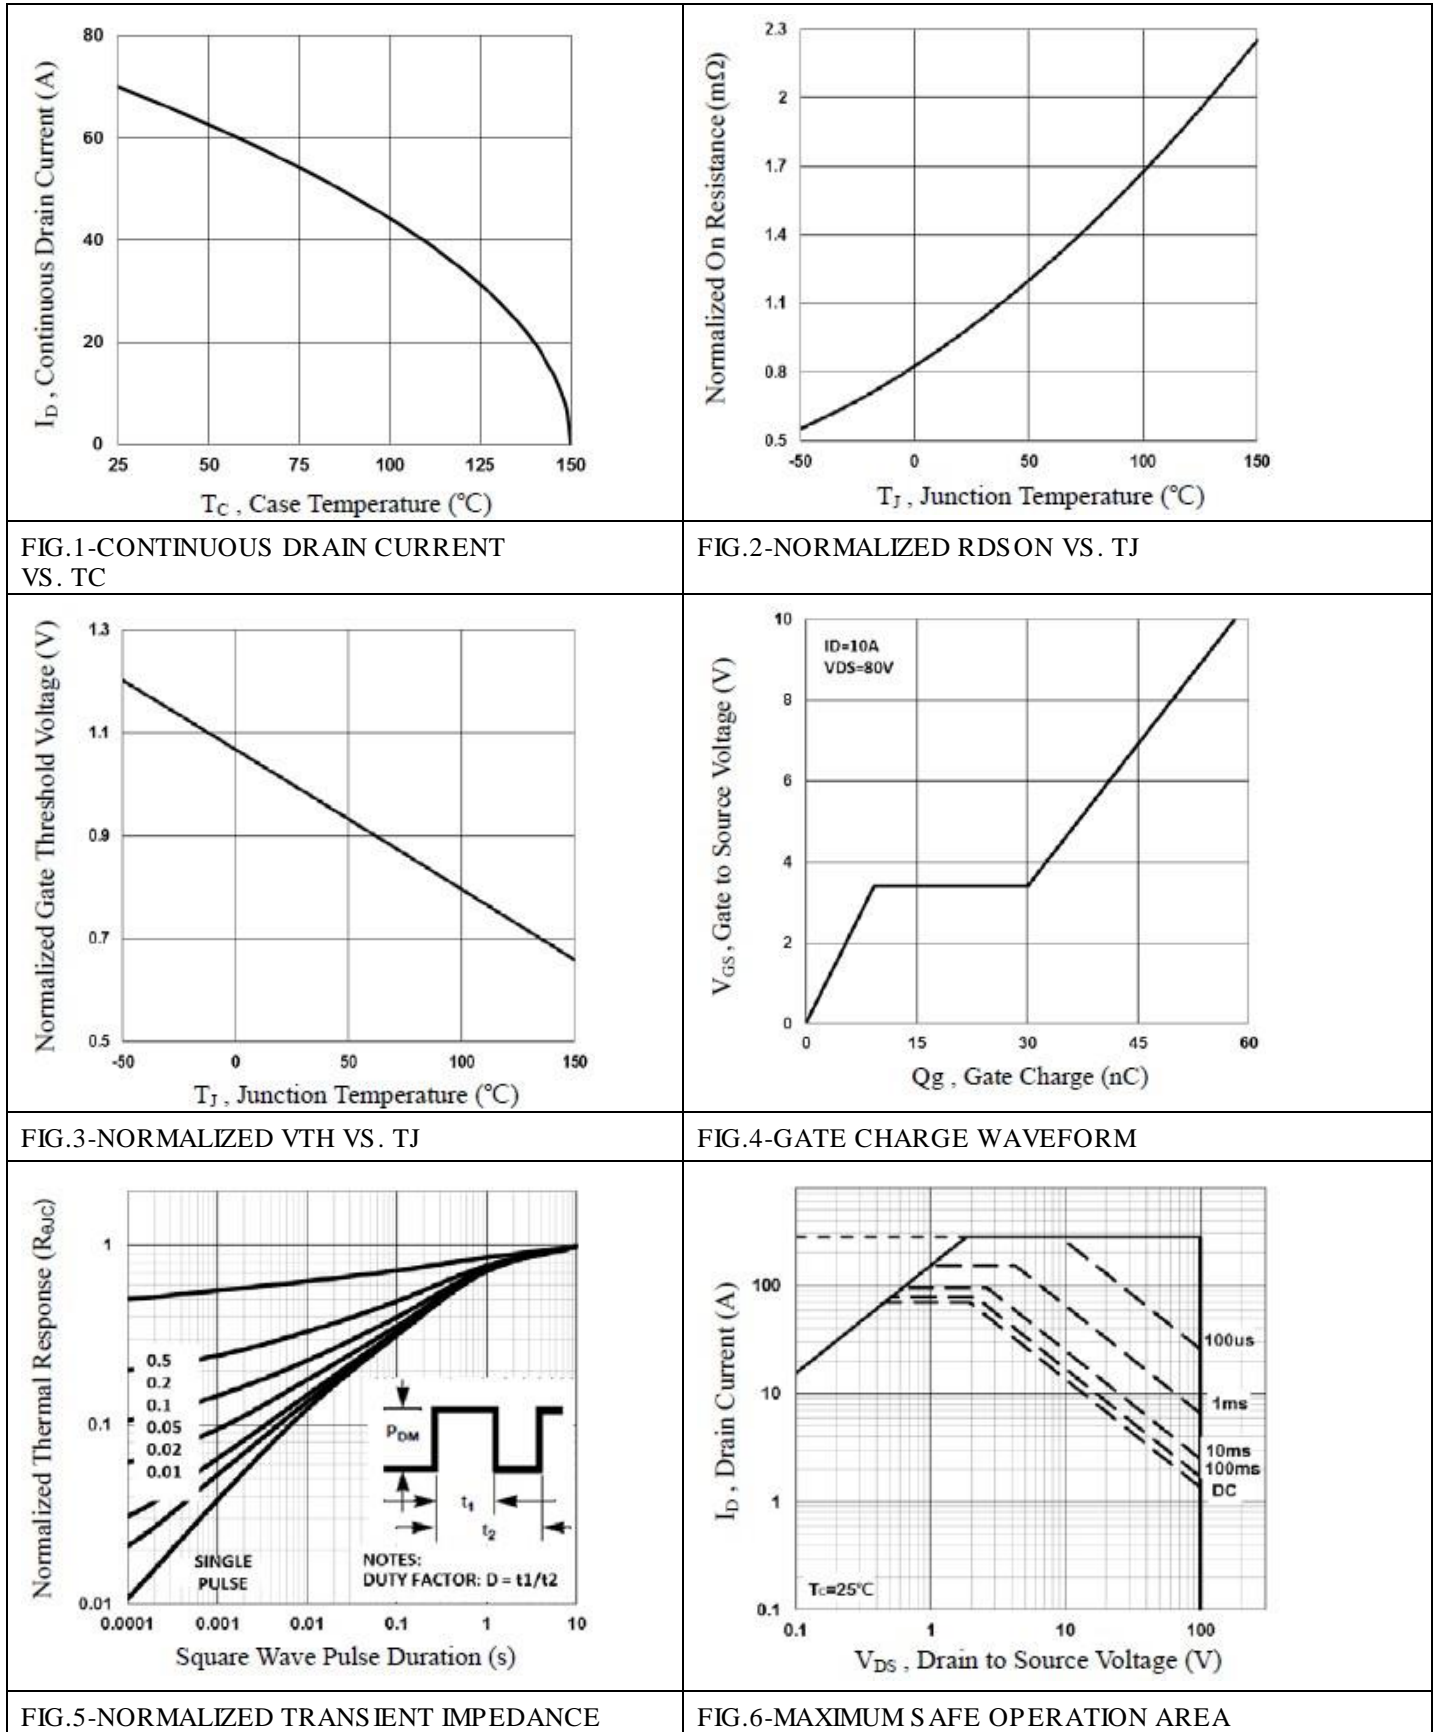 80
60
40
20
0
25 50 75 100 125 150
I_D , Continuous Drain Current (A)
T_C , Case Temperature (℃)
2.3
2
1.7
1.4
1.1
0.8
0.5
-50 0 50 100 150
Normalized On Resistance (mΩ)
T_J , Junction Temperature (℃)
FIG.1-CONTINUOUS DRAIN CURRENT
VS. TC
FIG.2-NORMALIZED RDSON VS. TJ
1.3
1.1
0.9
0.7
0.5
-50 0 50 100 150
Normalized Gate Threshold Voltage (V)
T_J , Junction Temperature (℃)
10
8
6
4
2
0
0 15 30 45 60
ID=10A
VDS=80V
V_GS , Gate to Source Voltage (V)
Qg , Gate Charge (nC)
FIG.3-NORMALIZED VTH VS. TJ
FIG.4-GATE CHARGE WAVEFORM
1
0.1
0.01
0.0001 0.001 0.01 0.1 1 10
Normalized Thermal Response (RθJC)
0.5
0.2
0.1
0.05
0.02
0.01
SINGLE
PULSE
P_DM
t1
t2
NOTES:
DUTY FACTOR: D = t1/t2
Square Wave Pulse Duration (s)
100
10
1
0.1
0.1 1 10 100
I_D , Drain Current (A)
100us
1ms
10ms
100ms
DC
Tc=25℃
V_DS , Drain to Source Voltage (V)
FIG.5-NORMALIZED TRANSIENT IMPEDANCE
FIG.6-MAXIMUM SAFE OPERATION AREA